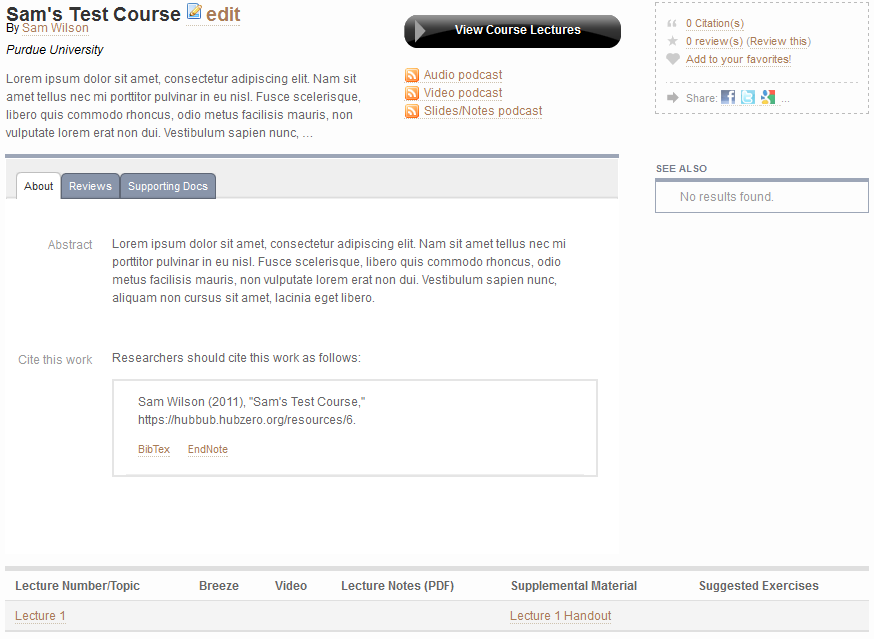 Sam's Test Course edit
By Sam Wilson
Purdue University
Lorem ipsum dolor sit amet, consectetur adipiscing elit. Nam sit
amet tellus nec mi porttitor pulvinar in eu nisl. Fusce scelerisque,
libero quis commodo rhoncus, odio metus facilisis mauris, non
vulputate lorem erat non dui. Vestibulum sapien nunc, ...
View Course Lectures
Audio podcast
Video podcast
Slides/Notes podcast
0 Citation(s)
0 review(s) (Review this)
Add to your favorites!
Share: ...
SEE ALSO
No results found.
About Reviews Supporting Docs
Abstract
Lorem ipsum dolor sit amet, consectetur adipiscing elit. Nam sit amet tellus nec mi
porttitor pulvinar in eu nisl. Fusce scelerisque, libero quis commodo rhoncus, odio
metus facilisis mauris, non vulputate lorem erat non dui. Vestibulum sapien nunc,
aliquam non cursus sit amet, lacinia eget libero.
Cite this work
Researchers should cite this work as follows:
Sam Wilson (2011), "Sam's Test Course,"
https://hubbub.hubzero.org/resources/6.
BibTex EndNote
Lecture Number/Topic Breeze Video Lecture Notes (PDF) Supplemental Material Suggested Exercises
Lecture 1 Lecture 1 Handout